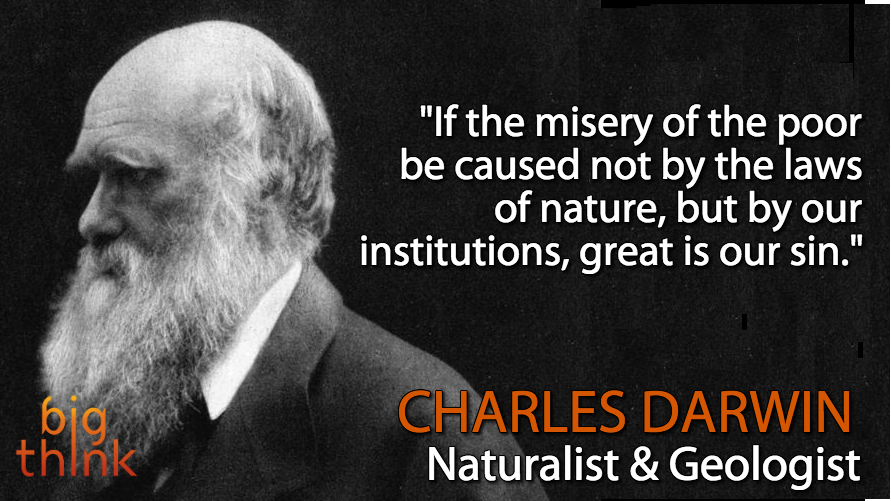 "If the misery of the poor
be caused not by the laws
of nature, but by our
institutions, great is our sin."
CHARLES DARWIN
Naturalist & Geologist
big
think